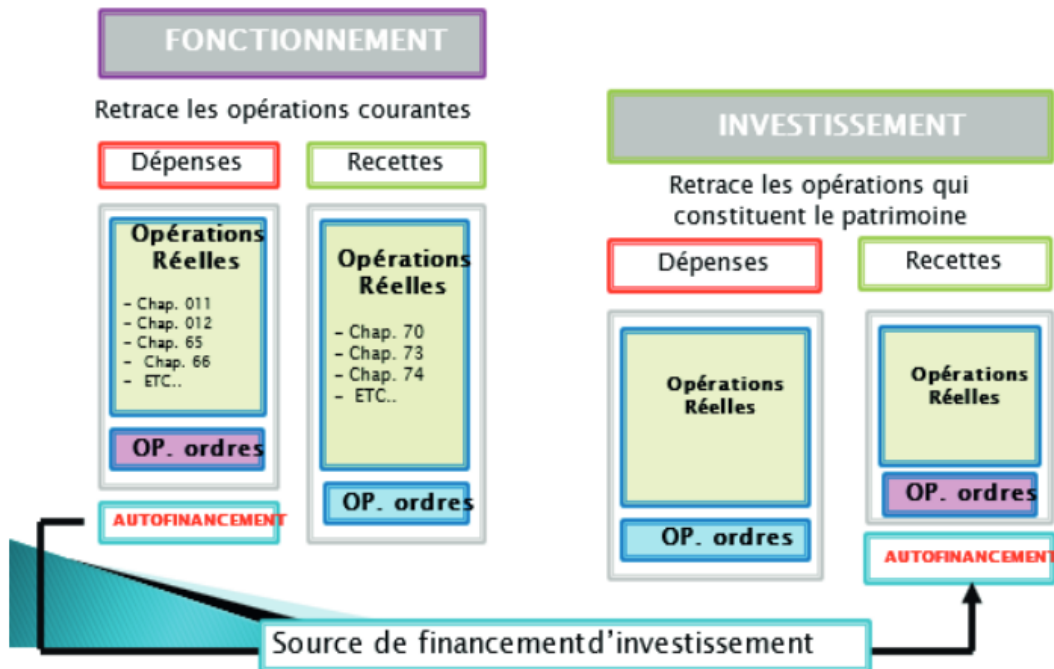 FONCTIONNEMENT
Retrace les opérations courantes
Dépenses
Recettes
Opérations
Réelles
- Chap. 011
- Chap. 012
- Chap. 65
- Chap. 66
- ETC..
OP. ordres
AUTOFINANCEMENT
Opérations
Réelles
- Chap. 70
- Chap. 73
- Chap. 74
- ETC..
OP. ordres
INVESTISSEMENT
Retrace les opérations qui
constituent le patrimoine
Dépenses
Recettes
Opérations
Réelles
OP. ordres
Opérations
Réelles
OP. ordres
AUTOFINANCEMENT
Source de financementd'investissement